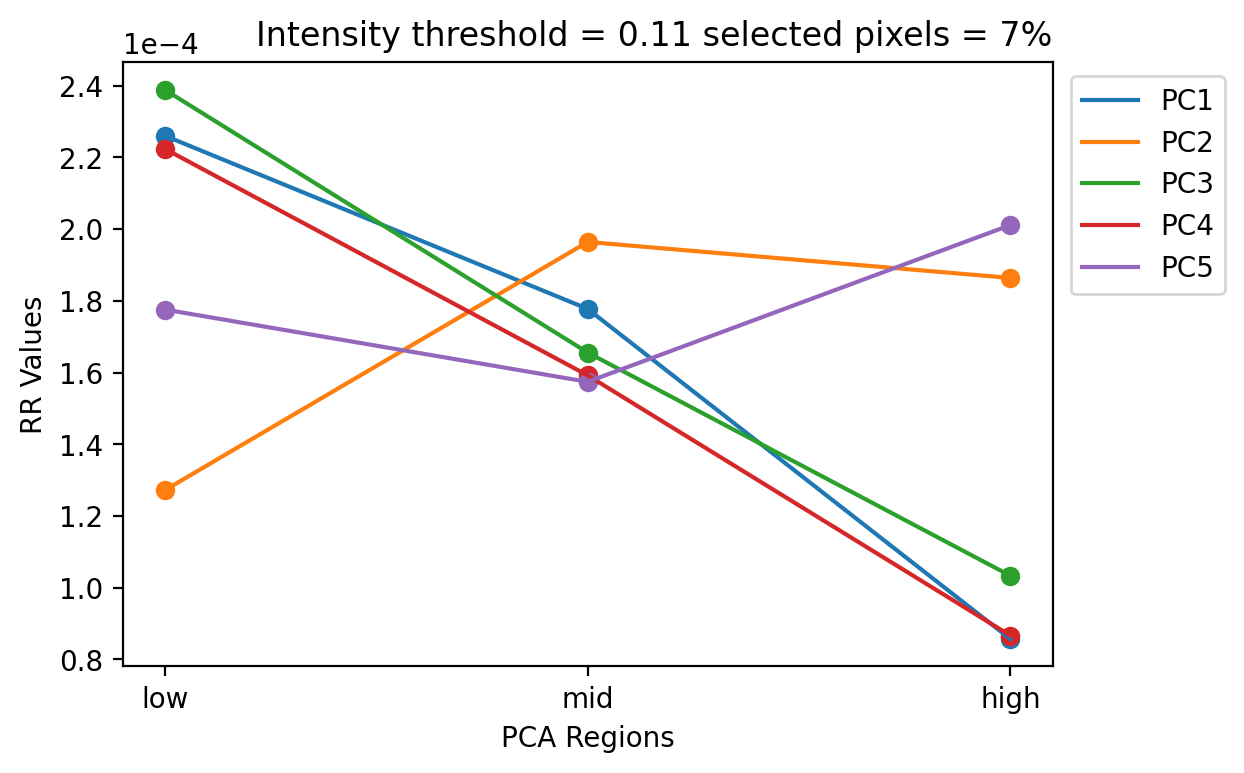 Intensity threshold = 0.11 selected pixels = 7%
1e−4
2.4
2.2
2.0
1.8
1.6
1.4
1.2
1.0
0.8
RR Values
low
mid
high
PCA Regions
PC1
PC2
PC3
PC4
PC5